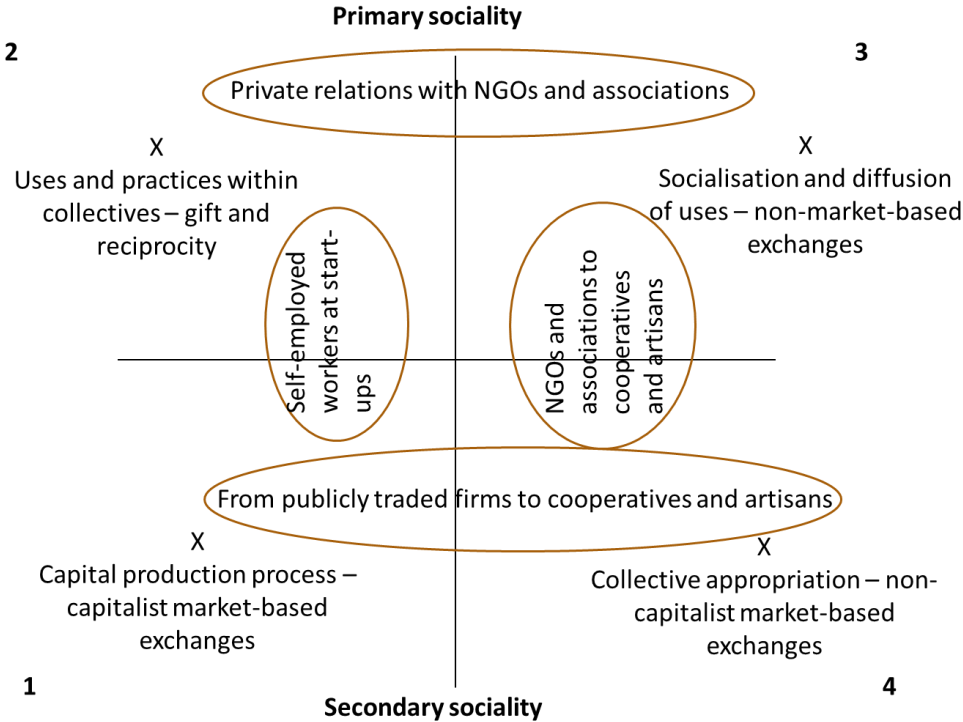 Primary sociality
2
3
Private relations with NGOs and associations
X
Uses and practices within
collectives – gift and
reciprocity
X
Socialisation and diffusion
of uses – non-market-based
exchanges
Self-employed
workers at start-
ups
NGOs and
associations to
cooperatives
and artisans
From publicly traded firms to cooperatives and artisans
X
Capital production process –
capitalist market-based
exchanges
X
Collective appropriation – non-
capitalist market-based
exchanges
1
4
Secondary sociality